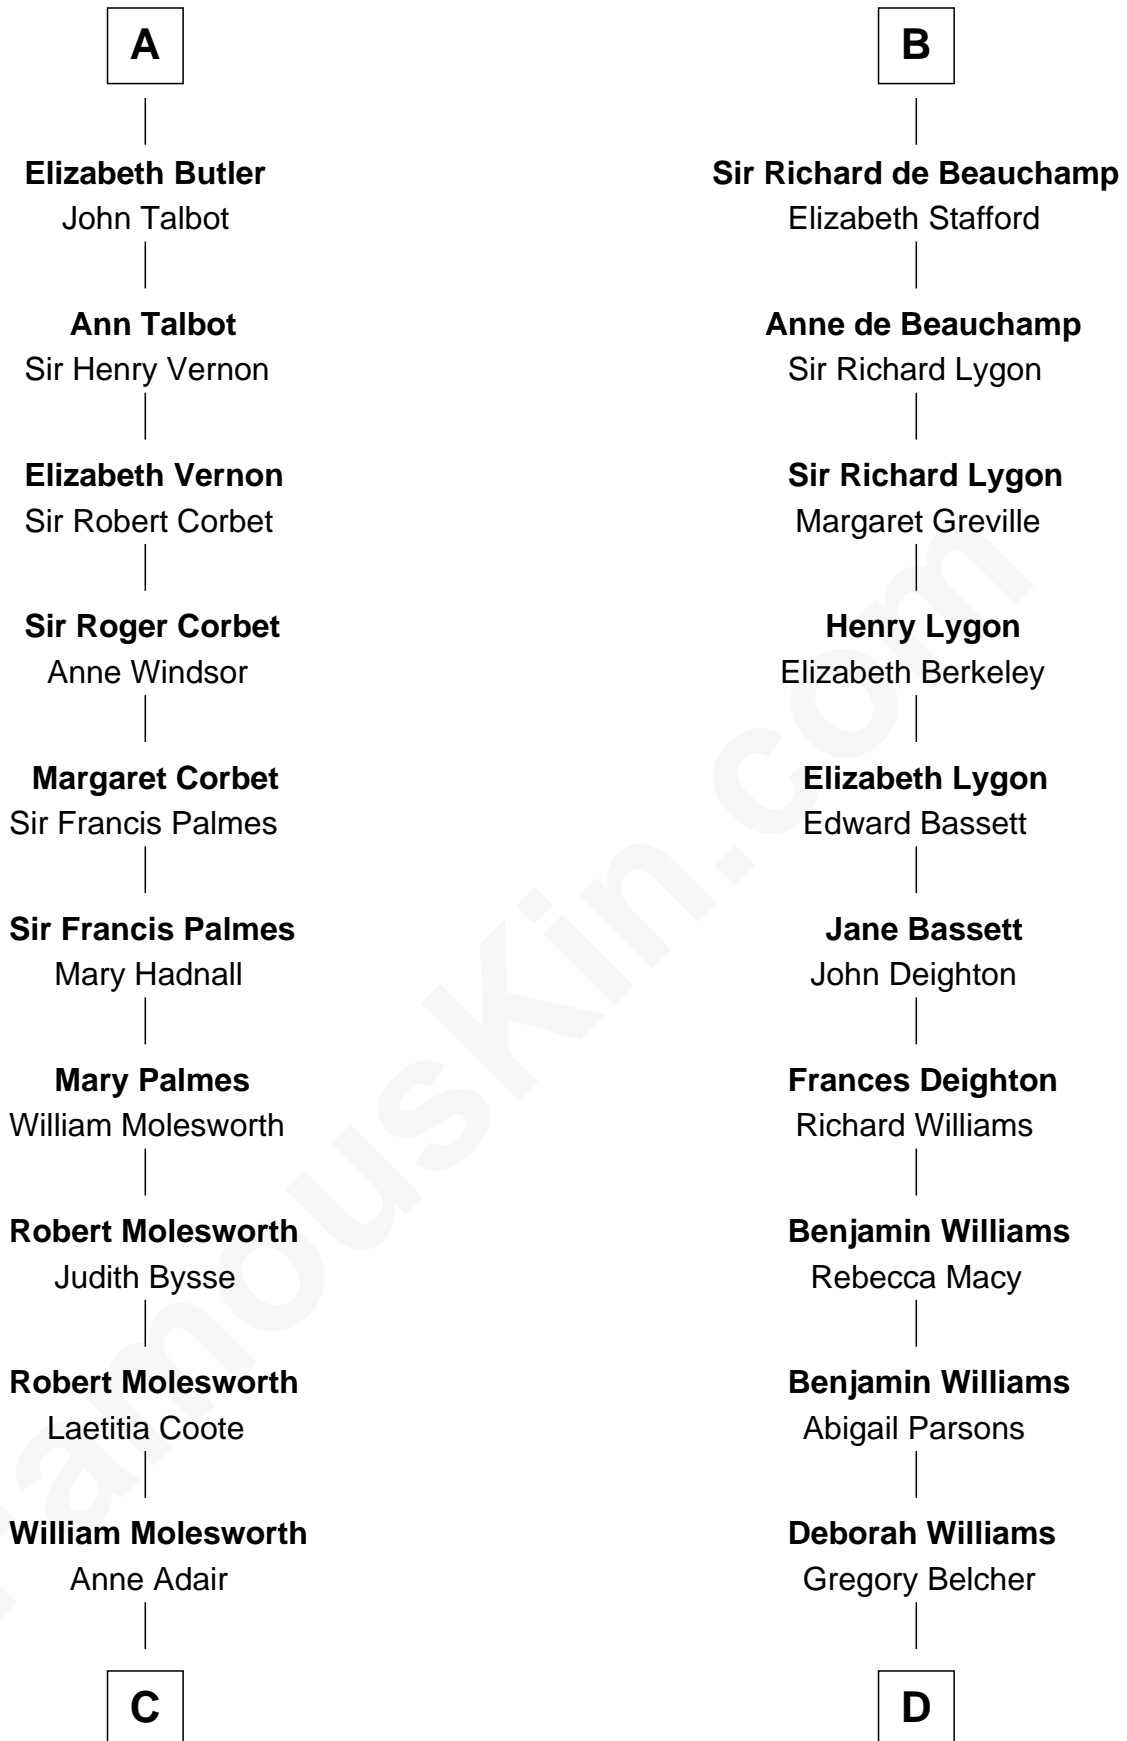 A
Elizabeth Butler
John Talbot
Ann Talbot
Sir Henry Vernon
Elizabeth Vernon
Sir Robert Corbet
Sir Roger Corbet
Anne Windsor
Margaret Corbet
Sir Francis Palmes
Sir Francis Palmes
Mary Hadnall
Mary Palmes
William Molesworth
Robert Molesworth
Judith Bysse
Robert Molesworth
Laetitia Coote
William Molesworth
Anne Adair
C
B
Sir Richard de Beauchamp
Elizabeth Stafford
Anne de Beauchamp
Sir Richard Lygon
Sir Richard Lygon
Margaret Greville
Henry Lygon
Elizabeth Berkeley
Elizabeth Lygon
Edward Bassett
Jane Bassett
John Deighton
Frances Deighton
Richard Williams
Benjamin Williams
Rebecca Macy
Benjamin Williams
Abigail Parsons
Deborah Williams
Gregory Belcher
D
FamousKin.com